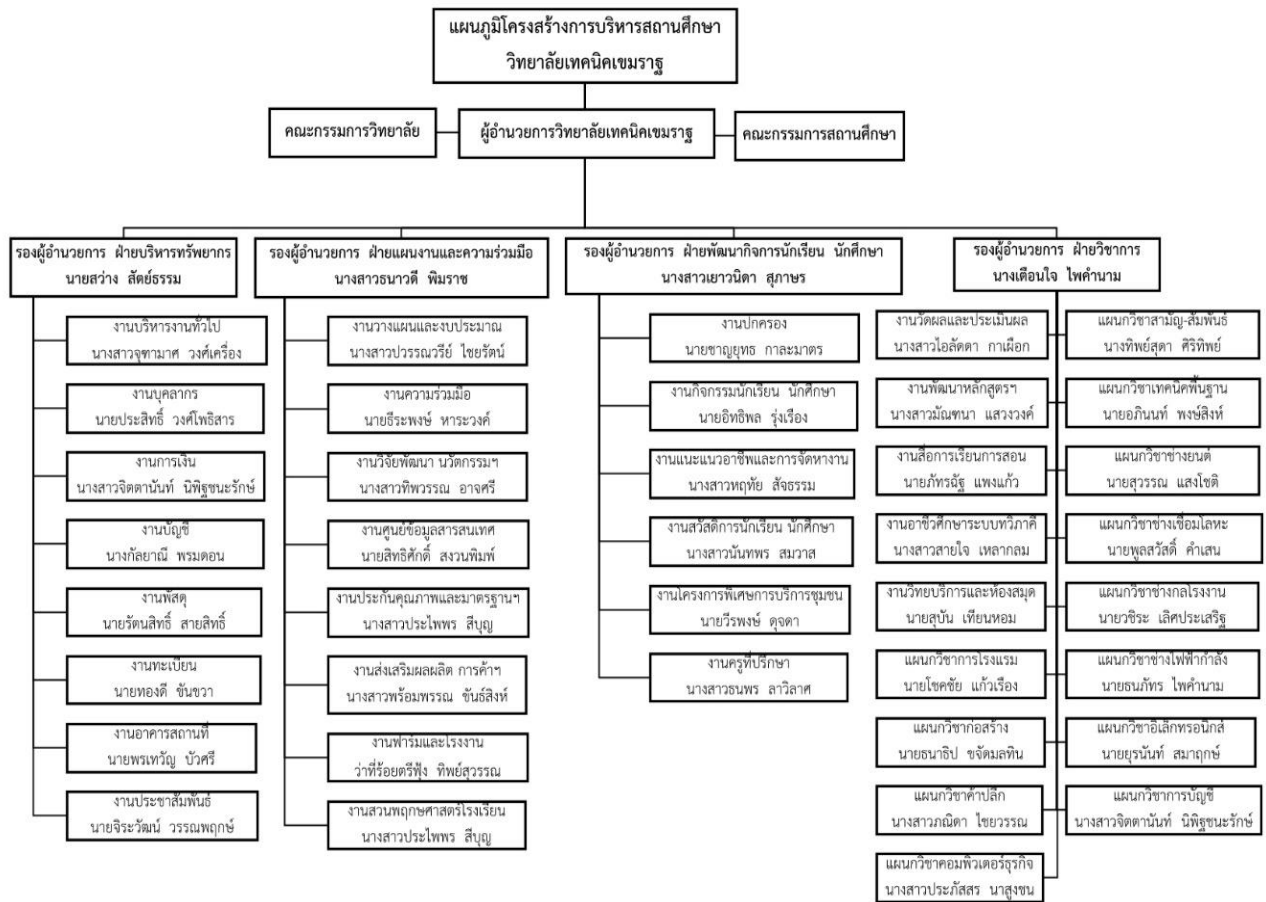 แผนภูมิโครงสร้างการบริหารสถานศึกษา
วิทยาลัยเทคนิคเขมราฐ
คณะกรรมการวิทยาลัย
ผู้อำนวยการวิทยาลัยเทคนิคเขมราฐ
คณะกรรมการสถานศึกษา
รองผู้อำนวยการ ฝ่ายบริหารทรัพยากร
นายสว่าง สัตย์ธรรม
งานบริหารงานทั่วไป
นางสาวจุฑามาศ วงศ์เครื่อง
งานบุคลากร
นายประสิทธิ์ วงศ์โพธิสาร
งานการเงิน
นางสาวจิตตานันท์ นิพิฐชนะรักษ์
งานบัญชี
นางกัลยาณี พรมดอน
งานพัสดุ
นายรัตนสิทธิ์ สายสิทธิ์
งานทะเบียน
นายทองดี ขันขวา
งานอาคารสถานที่
นายพรเทวัญ บัวศรี
งานประชาสัมพันธ์
นายจิระวัฒน์ วรรณพฤกษ์
รองผู้อำนวยการ ฝ่ายแผนงานและความร่วมมือ
นางสาวธนาวดี พิมราช
งานวางแผนและงบประมาณ
นางสาวปวรรณวรีย์ ไชยรัตน์
งานความร่วมมือ
นายธีระพงษ์ หาระวงค์
งานวิจัยพัฒนา นวัตกรรมฯ
นางสาวทิพวรรณ อาจศรี
งานศูนย์ข้อมูลสารสนเทศ
นายสิทธิศักดิ์ สงวนพิมพ์
งานประกันคุณภาพและมาตรฐานฯ
นางสาวประไพพร สีบุญ
งานส่งเสริมผลผลิต การค้าฯ
นางสาวพร้อมพรรณ ขันธ์สิงห์
งานฟาร์มและโรงงาน
ว่าที่ร้อยตรีฟุ้ง ทิพย์สุวรรณ
งานสวนพฤกษศาสตร์โรงเรียน
นางสาวประไพพร สีบุญ
รองผู้อำนวยการ ฝ่ายพัฒนากิจการนักเรียน นักศึกษา
นางสาวเยาวนิดา สุภาษร
งานปกครอง
นายชาญยุทธ กาละมาตร
งานกิจกรรมนักเรียน นักศึกษา
นายอิทธิพล รุ่งเรือง
งานแนะแนวอาชีพและการจัดหางาน
นางสาวหฤทัย สัจธรรม
งานสวัสดิการนักเรียน นักศึกษา
นางสาวนันทพร สมวาส
งานโครงการพิเศษการบริการชุมชน
นายวีรพงษ์ ดุจดา
งานครูที่ปรึกษา
นางสาวธนพร ลาวิลาศ
รองผู้อำนวยการ ฝ่ายวิชาการ
นางเตือนใจ ไพคำนาม
งานวัดผลและประเมินผล
นางสาวไอลัดดา กาเผือก
แผนกวิชาสามัญ-สัมพันธ์
นางทิพย์สุดา ศิริทิพย์
งานพัฒนาหลักสูตรฯ
นางสาวมัณฑนา แสวงวงค์
แผนกวิชาเทคนิคพื้นฐาน
นายอภินนท์ พงษ์สิงห์
งานสื่อการเรียนการสอน
นายภัทรฉัฐ แพงแก้ว
แผนกวิชาช่างยนต์
นายสุวรรณ แสงโชติ
งานอาชีวศึกษาระบบทวิภาคี
นางสาวสายใจ เหลากลม
แผนกวิชาช่างเชื่อมโลหะ
นายพูลสวัสดิ์ คำเสน
งานวิทยบริการและห้องสมุด
นายสุบัน เทียนหอม
แผนกวิชาช่างกลโรงงาน
นายวชิระ เลิศประเสริฐ
แผนกวิชาการโรงแรม
นายโชคชัย แก้วเรือง
แผนกวิชาช่างไฟฟ้ากำลัง
นายธนภัทร ไพคำนาม
แผนกวิชาก่อสร้าง
นายธนาธิป ขจัดมลทิน
แผนกวิชาอิเล็กทรอนิกส์
นายยุรนันท์ สมาฤกษ์
แผนกวิชาค้าปลีก
นางสาวภณิดา ไชยวรรณ
แผนกวิชาการบัญชี
นางสาวจิตตานันท์ นิพิฐชนะรักษ์
แผนกวิชาคอมพิวเตอร์ธุรกิจ
นางสาวประภัสสร นาสูงชน